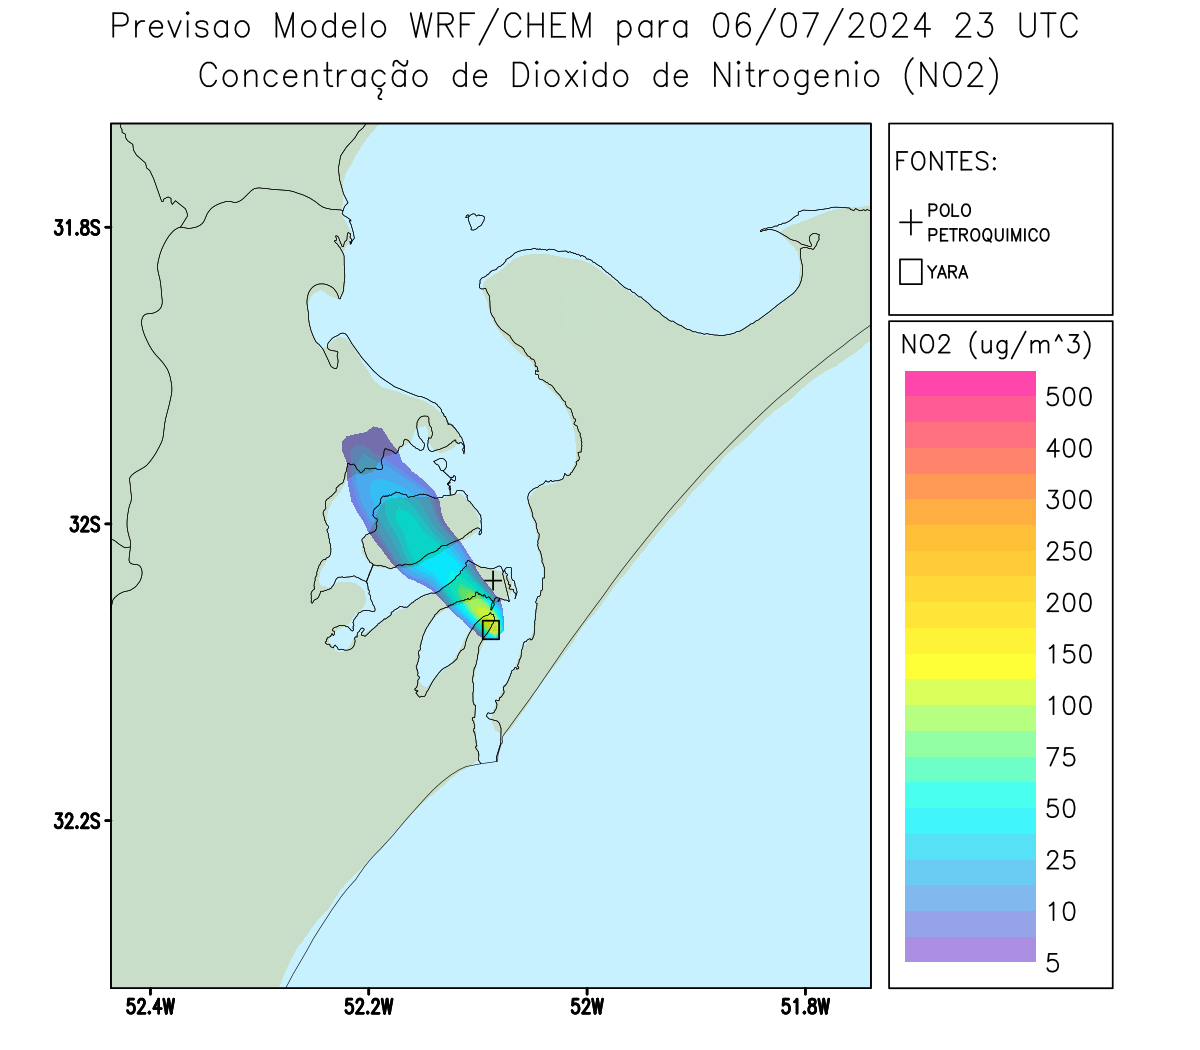 Previsao Modelo WRF/CHEM para 06/07/2024 23 UTC
Concentração de Dioxido de Nitrogenio (NO2)
FONTES:
POLO
PETROQUIMICO
YARA
31.8S
32S
32.2S
52.4W
52.2W
52W
51.8W
NO2 (ug/m^3)
500
400
300
250
200
150
100
75
50
25
10
5